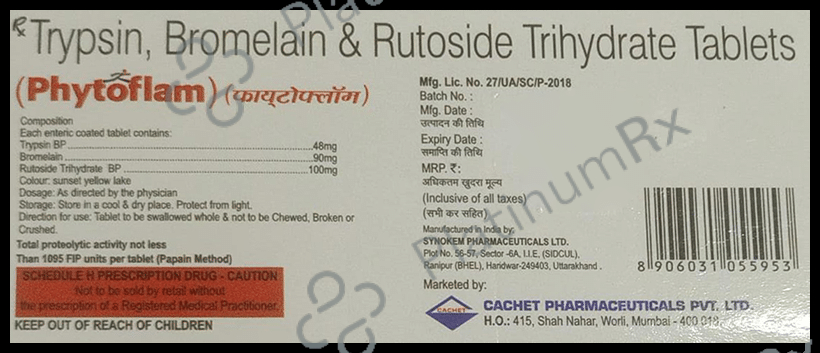 Rx Trypsin, Bromelain & Rutoside Trihydrate Tablets
(Phytoflam) (फायटोफ्लॉम)
Composition
Each enteric coated tablet contains:
Trypsin BP 48mg
Bromelain 90mg
Rutoside Trihydrate BP 100mg
Colour: sunset yellow lake
Dosage: As directed by the physician
Storage: Store in a cool & dry place. Protect from light.
Direction for use: Tablet to be swallowed whole & not to be Chewed, Broken or
Crushed.
Total proteolytic activity not less
Than 1095 FIP units per tablet (Papain Method)
SCHEDULE H PRESCRIPTION DRUG - CAUTION
Not to be sold by retail without
the prescription of a Registered Medical Practitioner.
KEEP OUT OF REACH OF CHILDREN
Mfg. Lic. No. 27/UA/SC/P-2018
Batch No. :
Mfg. Date :
उत्पादन की तिथि
Expiry Date :
समाप्ति की तिथि
MRP. ₹:
अधिकतम खुदरा मूल्य
(Inclusive of all taxes)
(सभी कर सहित)
Manufactured in India by:
SYNOKEM PHARMACEUTICALS LTD.
Plot No. 56-57, Sector -6A, I.I.E. (SIDCUL),
Ranipur (BHEL), Haridwar-249403, Uttarakhand .
Marketed by:
CACHET
CACHET PHARMACEUTICALS PVT. LTD.
H.O.: 415, Shah Nahar, Worli, Mumbai - 400 018
8 906031 055953
PlatinumRx